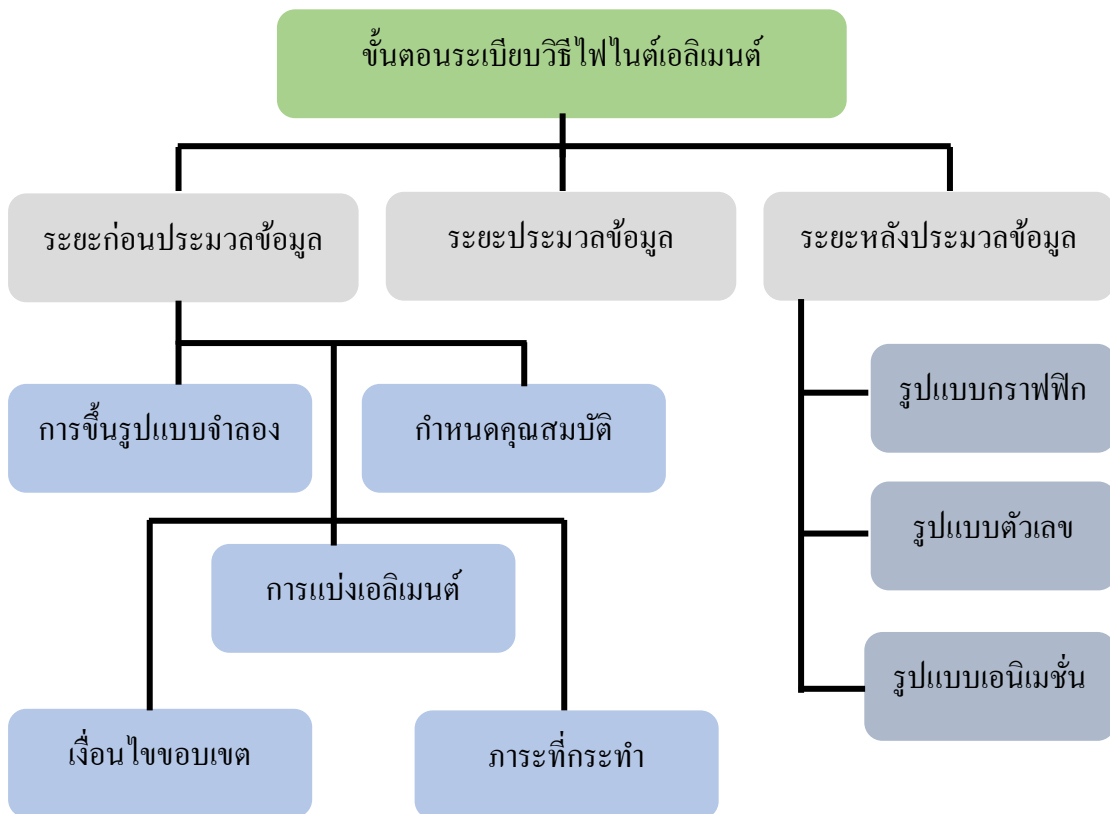 ขั้นตอนระเบียบวิธีไฟไนต์เอลิเมนต์
ระยะก่อนประมวลข้อมูล
ระยะประมวลข้อมูล
ระยะหลังประมวลข้อมูล
การขึ้นรูปแบบจำลอง
กำหนดคุณสมบัติ
รูปแบบกราฟฟิก
รูปแบบตัวเลข
การแบ่งเอลิเมนต์
รูปแบบเอนิเมชั่น
เงื่อนไขขอบเขต
ภาระที่กระทำ